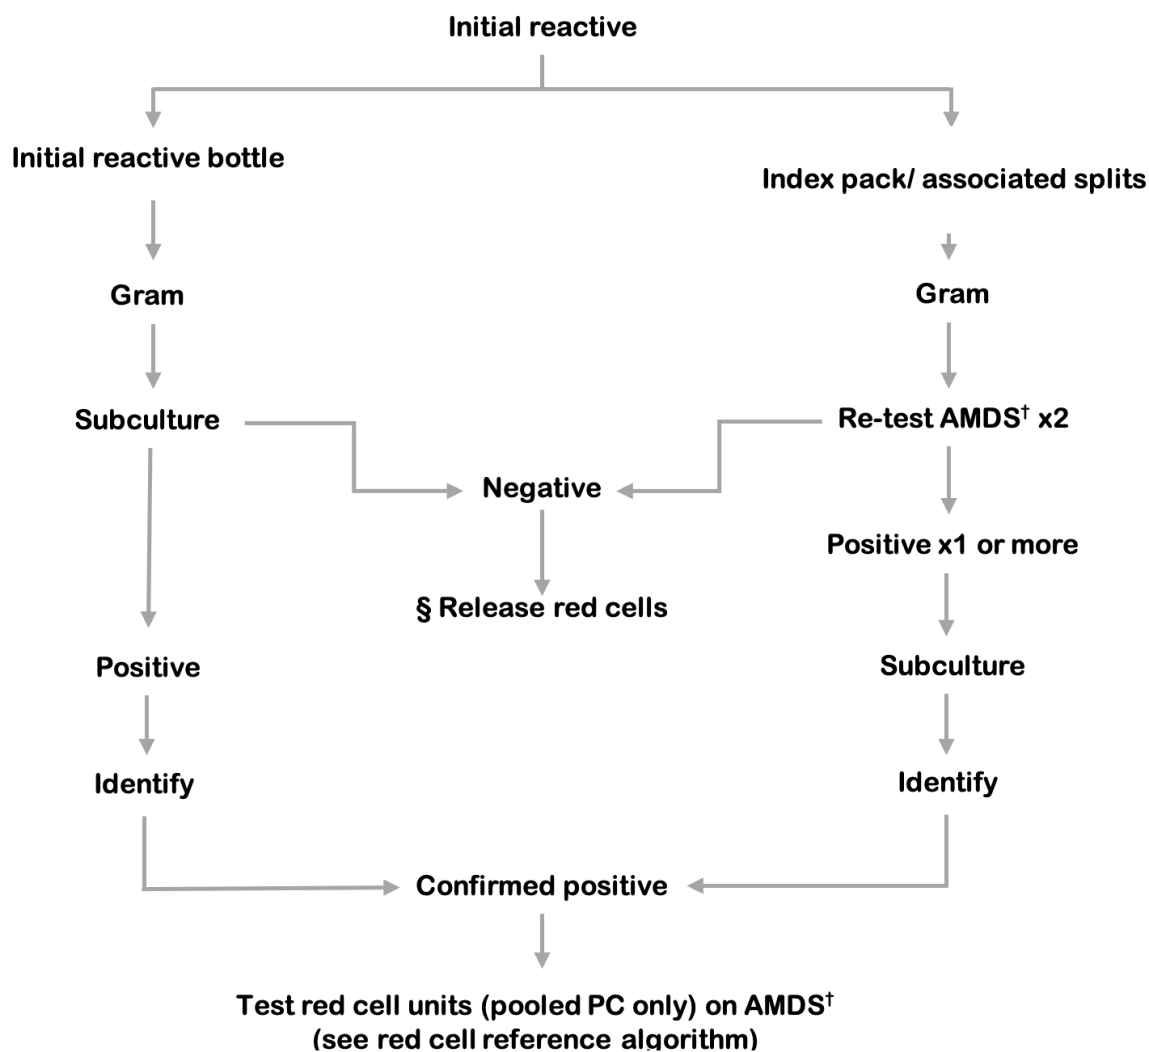 Initial reactive
Initial reactive bottle
Index pack/ associated splits
Gram
Gram
Subculture
Re-test AMDS† x2
Negative
Positive x1 or more
§ Release red cells
Positive
Subculture
Identify
Identify
Confirmed positive
Test red cell units (pooled PC only) on AMDS†
(see red cell reference algorithm)